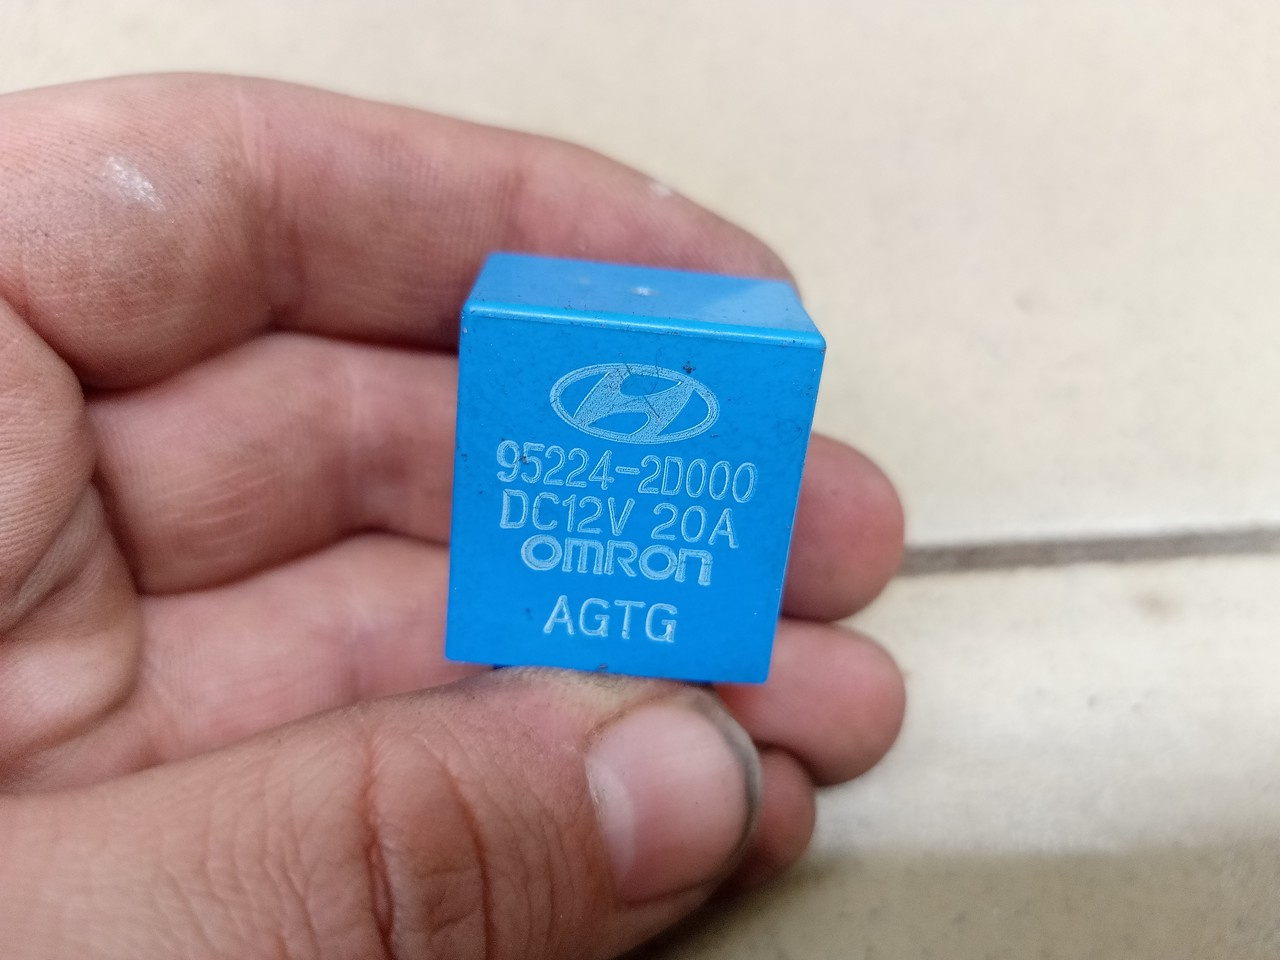 95224-2D000
DC12V 20A
OMRON
AGTG